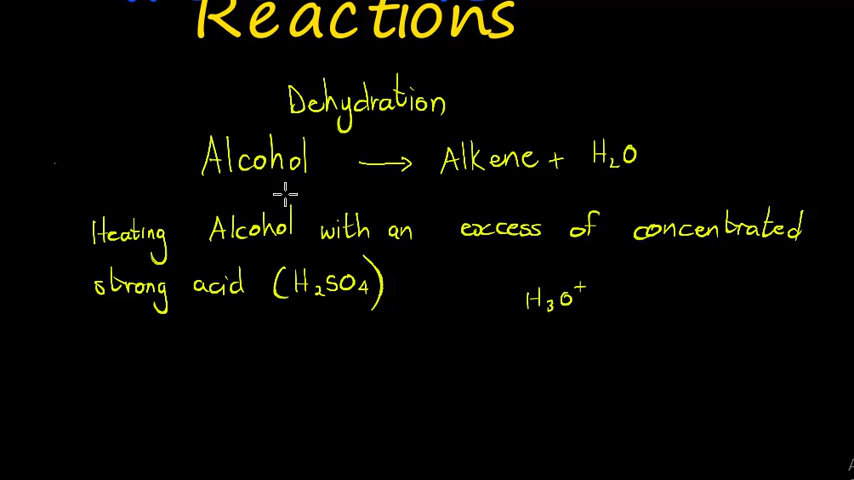 Reactions
Dehydration
Alcohol → Alkene + H₂O
Heating Alcohol with an excess of concentrated
strong acid (H₂SO₄)
H₃O⁺